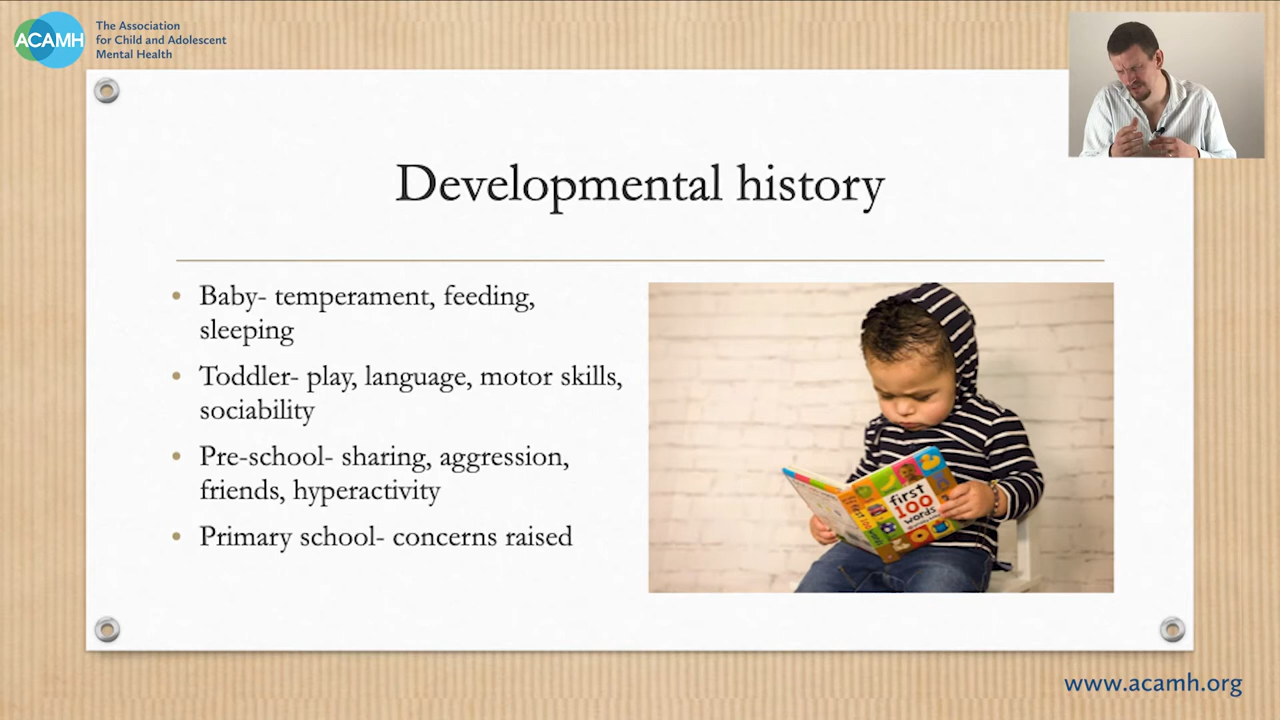 ACAMH
The Association
for Child and Adolescent
Mental Health
Developmental history
• Baby- temperament, feeding,
sleeping
• Toddler- play, language, motor skills,
sociability
• Pre-school- sharing, aggression,
friends, hyperactivity
• Primary school- concerns raised
first
100
words
www.acamh.org